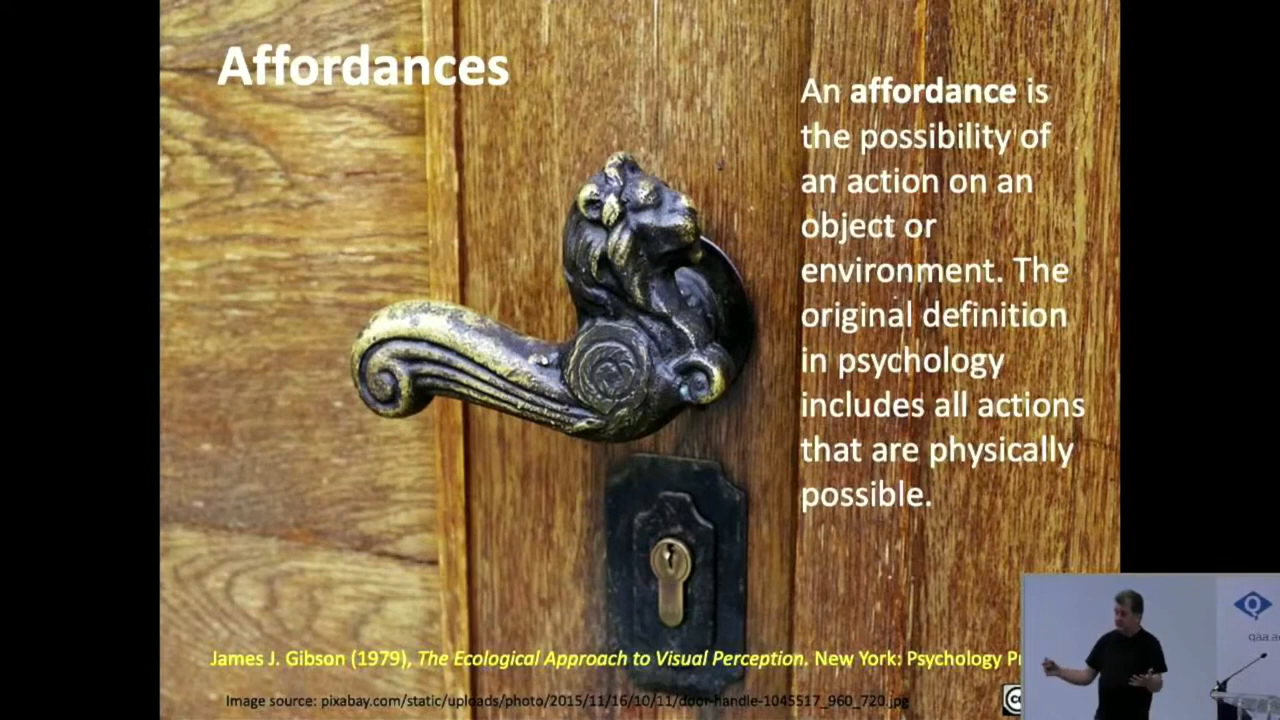 Affordances
An affordance is
the possibility of
an action on an
object or
environment. The
original definition
in psychology
includes all actions
that are physically
possible.
James J. Gibson (1979), The Ecological Approach to Visual Perception. New York: Psychology
Image source: pixabay.com/static/uploads/photo/2015/11/16/10/11/door-handle-1045517_960_720.jpg
cc
Q